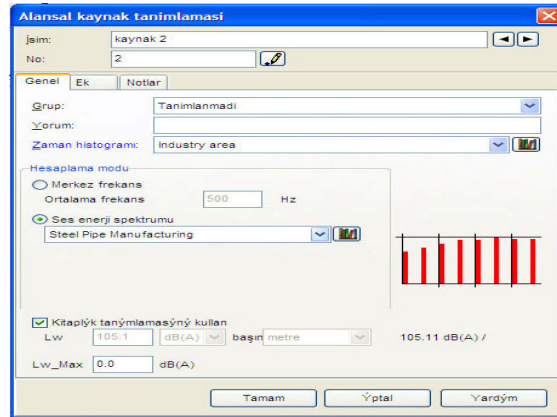 Alansal kaynak tanimlamasi
İsim: kaynak 2
No: 2
Genel Ek Notlar
Grup: Tanimlanmadi
Yorum:
Zaman histogramı: Industry area
Hesaplama modu
Merkez frekans
Ortalama frekans 500 Hz
Ses enerji spektrumu
Steel Pipe Manufacturing
Kitaplýk tanýmlamasýný kullan
Lw 105.1 dB(A) başın metre 105.11 dB(A) /
Lw_Max 0.0 dB(A)
Tamam Ýptal Yardým